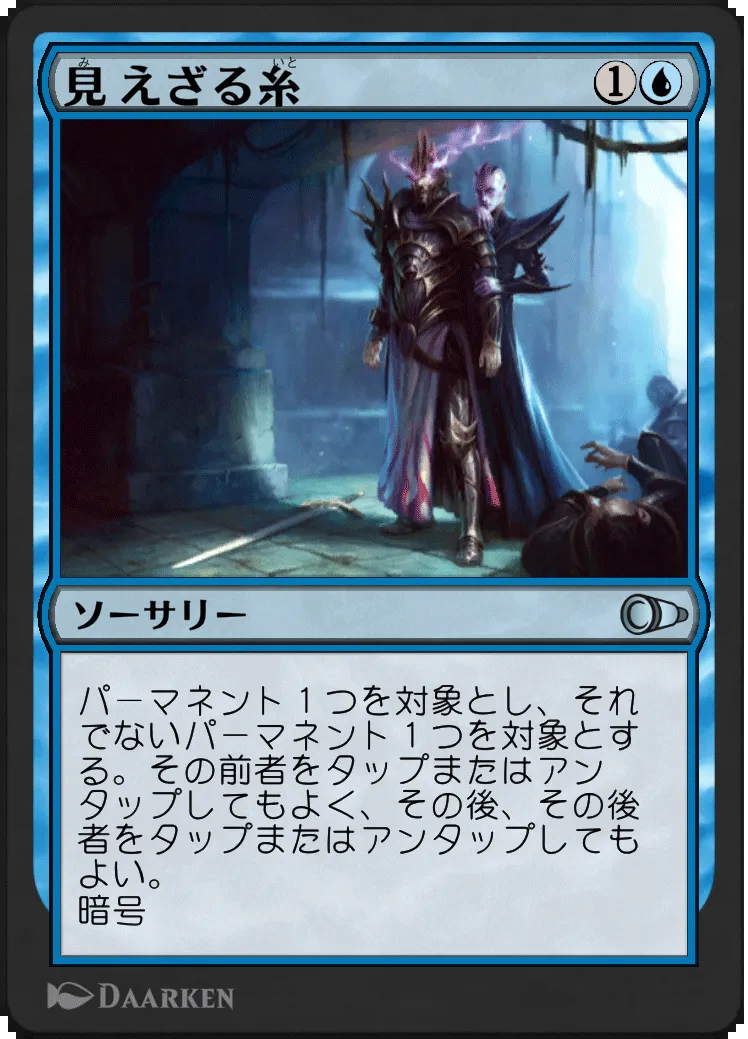 見えざる糸
み
いと
1
ソーサリー
パーマネント１つを対象とし、それ
でないパーマネント１つを対象とす
る。その前者をタップまたはアン
タップしてもよく、その後、その後
者をタップまたはアンタップしても
よい。
暗号
DAARKEN